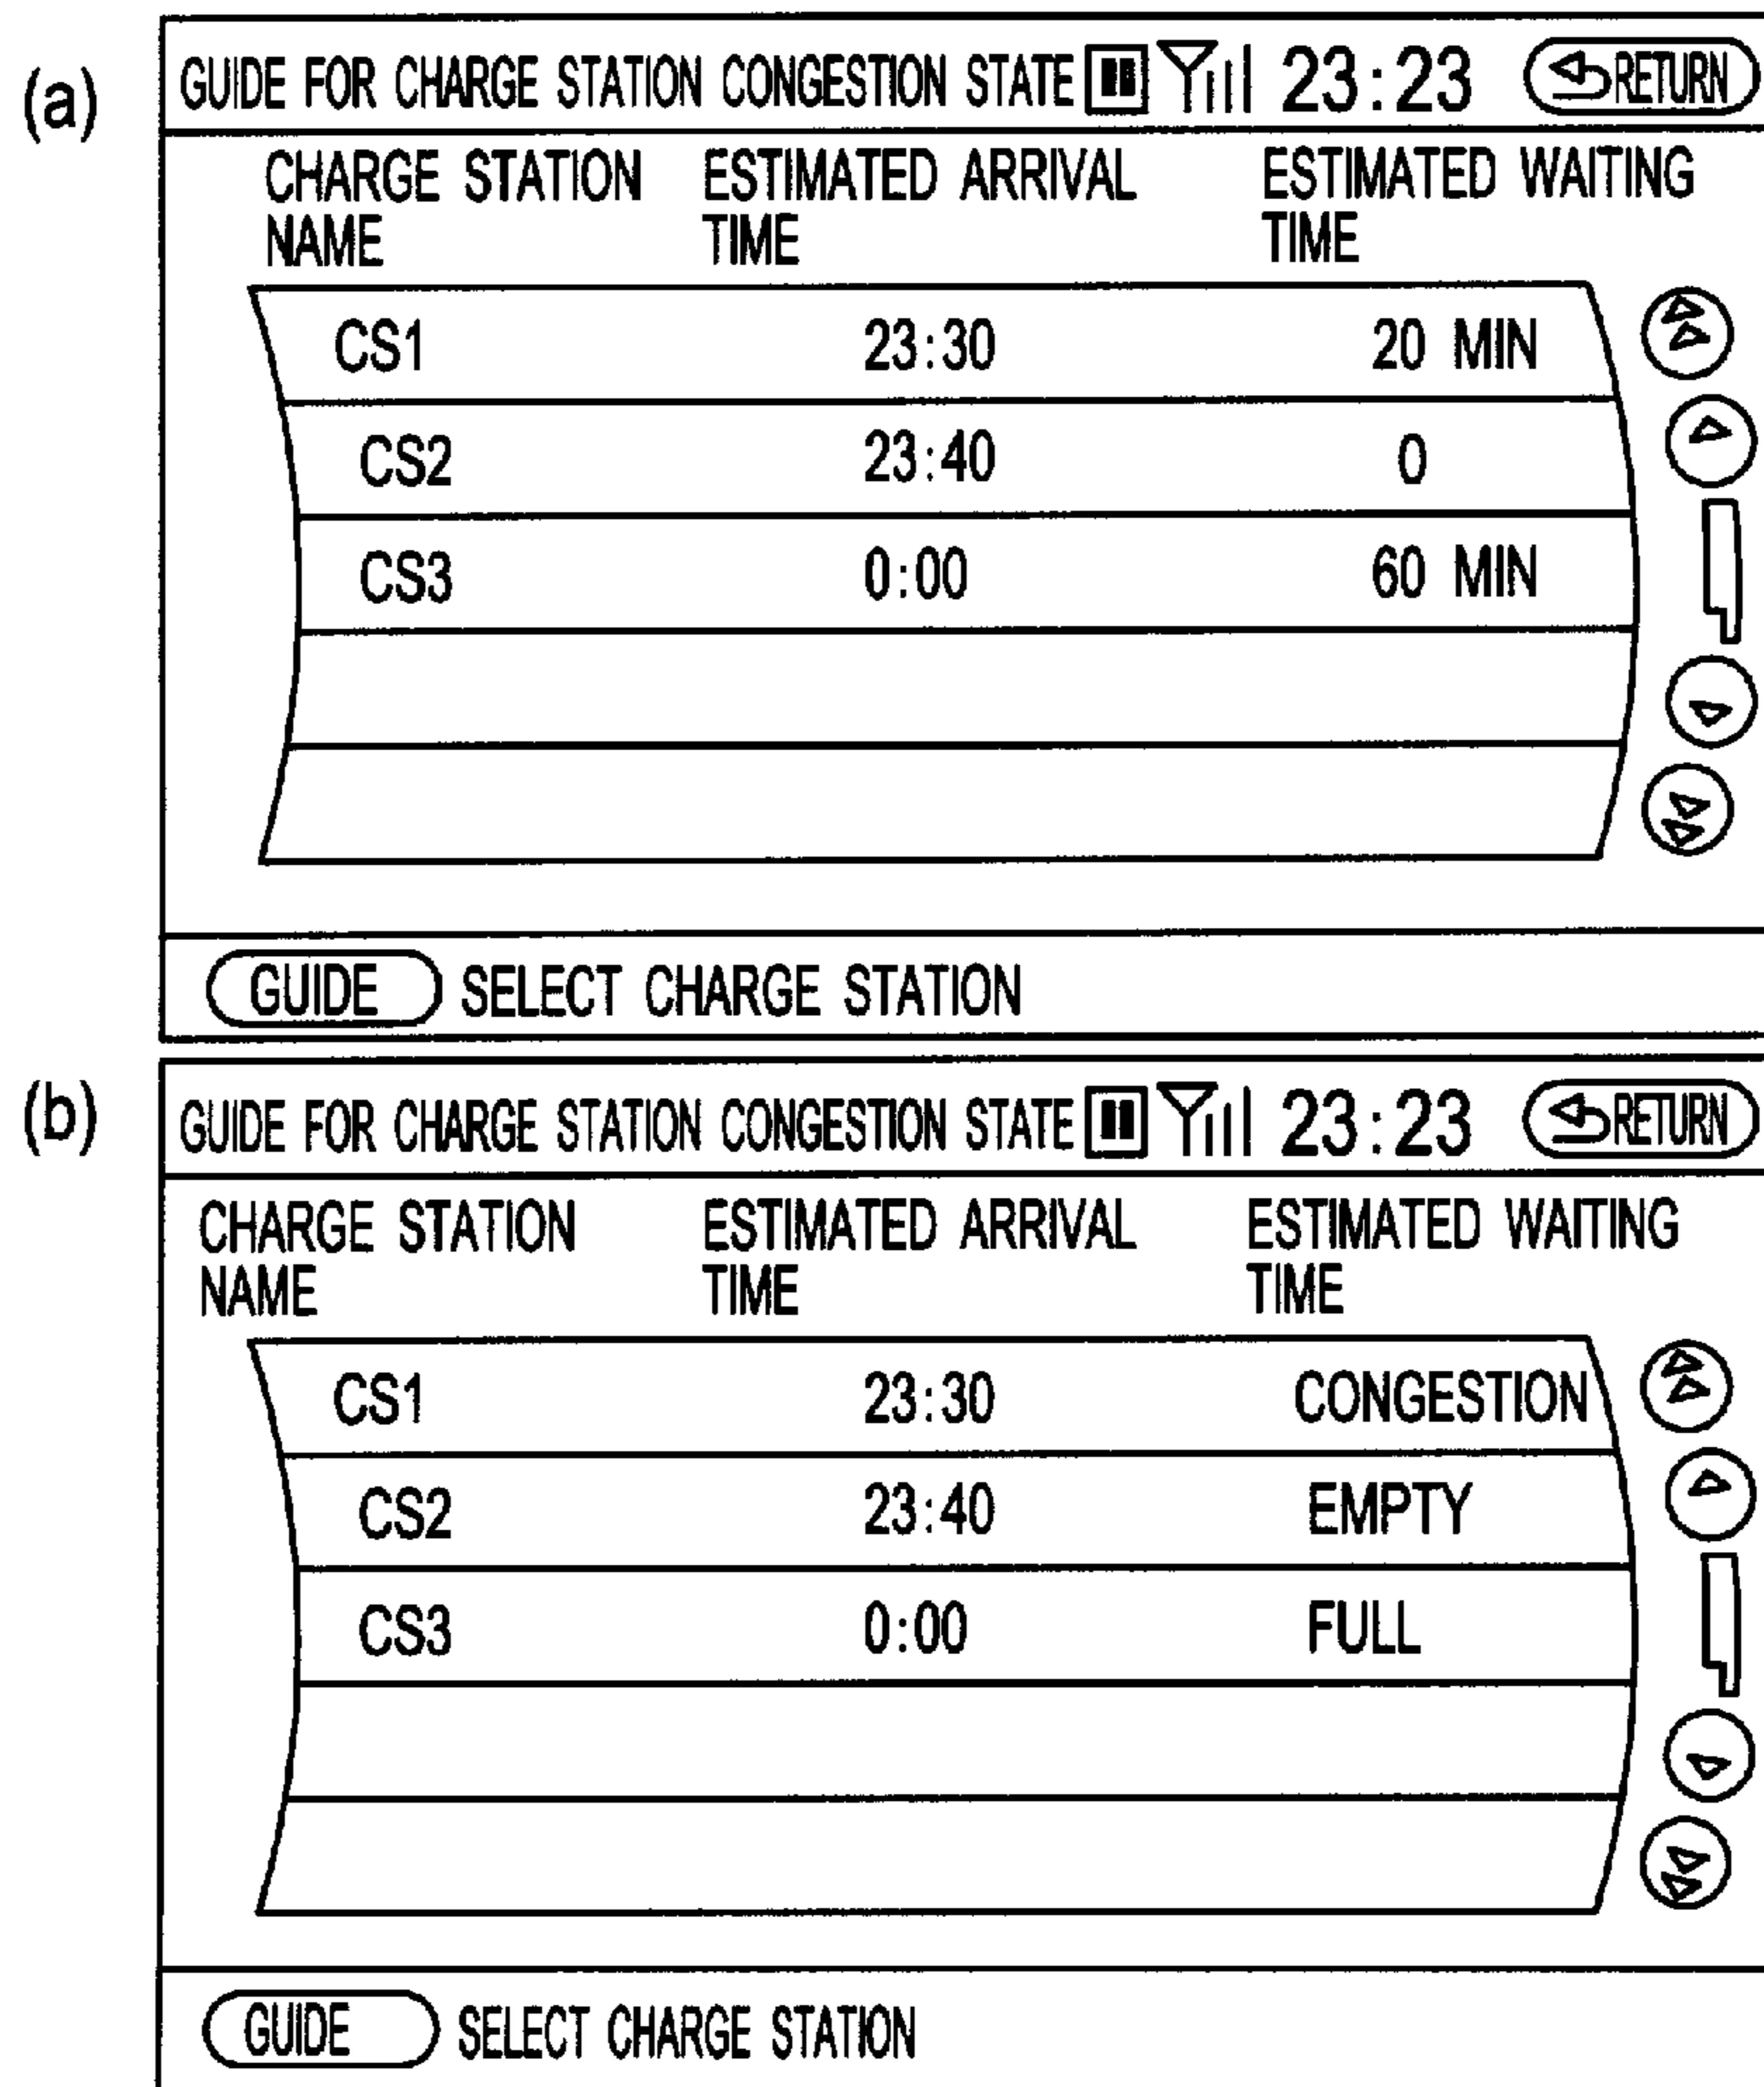 (a)
GUIDE FOR CHARGE STATION CONGESTION STATE 23:23 RETURN
CHARGE STATION NAME ESTIMATED ARRIVAL TIME ESTIMATED WAITING TIME
CS1 23:30 20 MIN
CS2 23:40 0
CS3 0:00 60 MIN
GUIDE SELECT CHARGE STATION
(b)
GUIDE FOR CHARGE STATION CONGESTION STATE 23:23 RETURN
CHARGE STATION NAME ESTIMATED ARRIVAL TIME ESTIMATED WAITING TIME
CS1 23:30 CONGESTION
CS2 23:40 EMPTY
CS3 0:00 FULL
GUIDE SELECT CHARGE STATION